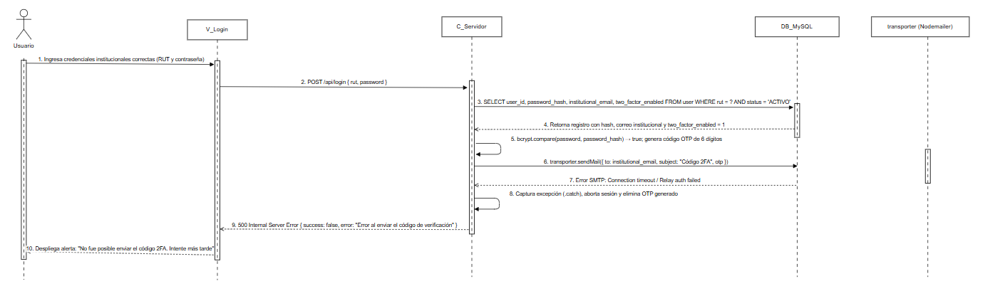 Usuario
V_Login
C_Servidor
DB_MySQL
transporter (Nodemailer)
1. Ingresa credenciales institucionales correctas (RUT y contraseña)
2. POST /api/login { rut, password }
3. SELECT user_id, password_hash, institutional_email, two_factor_enabled FROM user WHERE rut = ? AND status = 'ACTIVO'
4. Retorna registro con hash, correo institucional y two_factor_enabled = 1
5. bcrypt.compare(password, password_hash) → true; genera código OTP de 6 dígitos
6. transporter.sendMail({ to: institucional_email, subject: "Código 2FA", otp })
7. Error SMTP: Connection timeout / Relay auth failed
8. Captura excepción (.catch), aborta sesión y elimina OTP generado
9. 500 Internal Server Error { success: false, error: "Error al enviar el código de verificación" }
10. Despliega alerta: "No fue posible enviar el código 2FA. Intente más tarde"